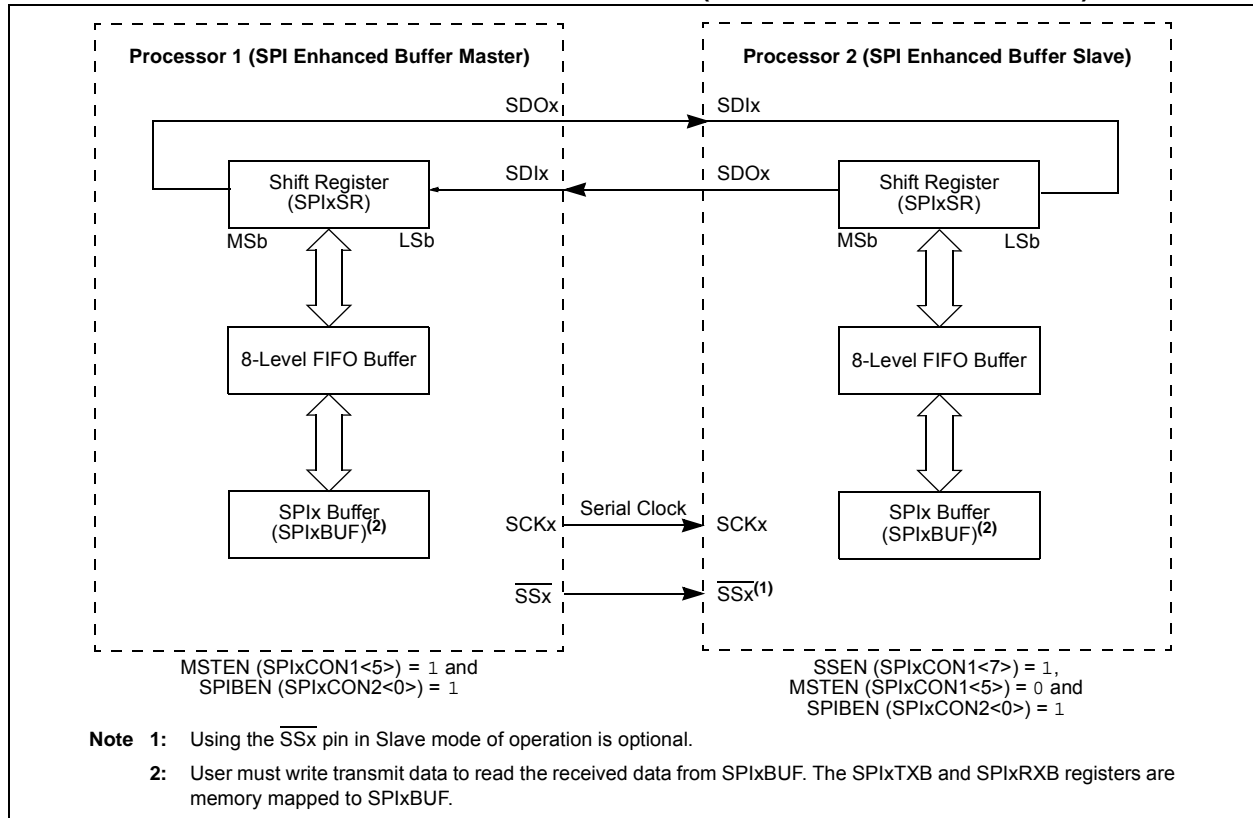 Processor 1 (SPI Enhanced Buffer Master)
Processor 2 (SPI Enhanced Buffer Slave)
SDOx
SDIx
SDIx
SDOx
Shift Register
(SPIxSR)
MSb
LSb
Shift Register
(SPIxSR)
MSb
LSb
8-Level FIFO Buffer
8-Level FIFO Buffer
SPIx Buffer
(SPIxBUF)(2)
SCKx
Serial Clock
SCKx
SPIx Buffer
(SPIxBUF)(2)
SSx
SSx(1)
MSTEN (SPIxCON1<5>) = 1 and
SPIBEN (SPIxCON2<0>) = 1
SSEN (SPIxCON1<7>) = 1,
MSTEN (SPIxCON1<5>) = 0 and
SPIBEN (SPIxCON2<0>) = 1
Note 1: Using the SSx pin in Slave mode of operation is optional.
2: User must write transmit data to read the received data from SPIxBUF. The SPIxTXB and SPIxRXB registers are
memory mapped to SPIxBUF.